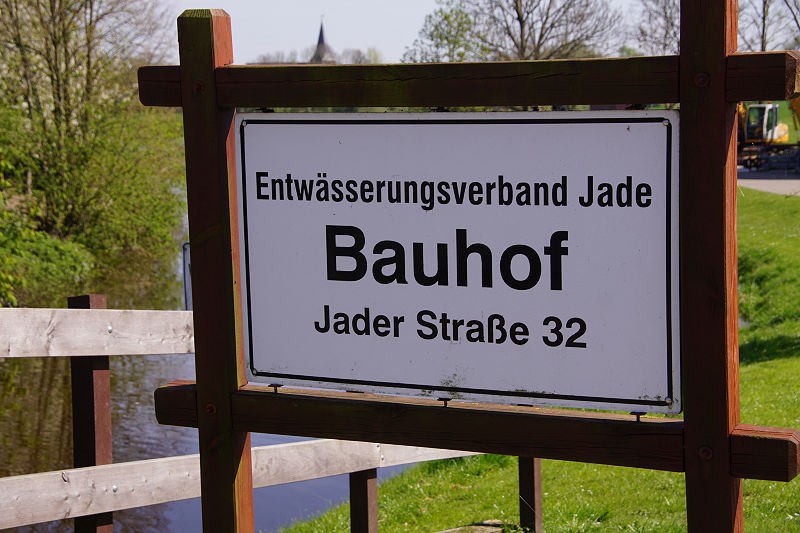 Entwässerungsverband Jade
Bauhof
Jader Straße 32